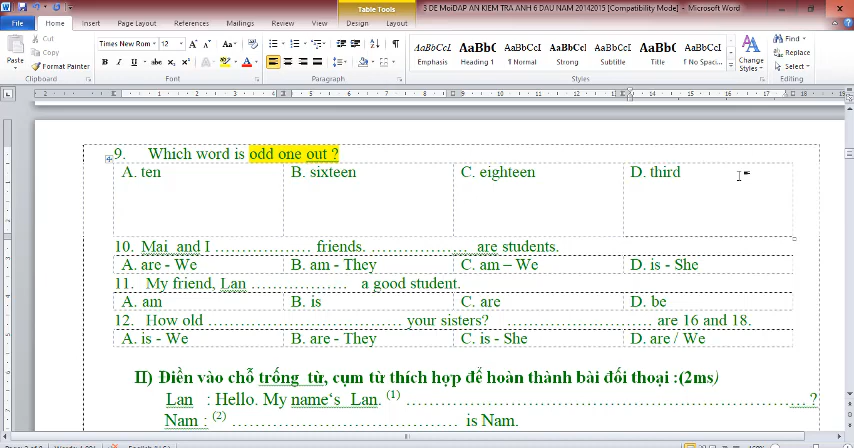 Table Tools
3 DE MoiDAP AN KIEM TRA ANH 6 DAU NAM 20142015 [Compatibility Mode] - Microsoft Word
File Home Insert Page Layout References Mailings Review View Design Layout
Paste
Cut
Copy
Format Painter
Clipboard
Times New Rom 12
Font
Paragraph
AaBbCcI AaBbC AaBbCcI AaBbCc AaBbC AaBbCcI
Emphasis Heading 1 ¶ Normal Strong Subtitle Title ¶ No Spaci...
Styles
Change Styles
Find
Replace
Select
Editing
9. Which word is odd one out ?
A. ten B. sixteen C. eighteen D. third
10. Mai and I ……………… friends. ………………… are students.
A. are - We B. am - They C. am – We D. is - She
11. My friend, Lan ……………… a good student.
A. am B. is C. are D. be
12. How old ……………………………… your sisters? ………………………… are 16 and 18.
A. is - We B. are - They C. is - She D. are / We
II) Điền vào chỗ trống từ, cụm từ thích hợp để hoàn thành bài đối thoại :(2ms)
Lan : Hello. My name‘s Lan. (1) ……………………………………………………………………… ?
Nam : (2) …………………………………… is Nam.